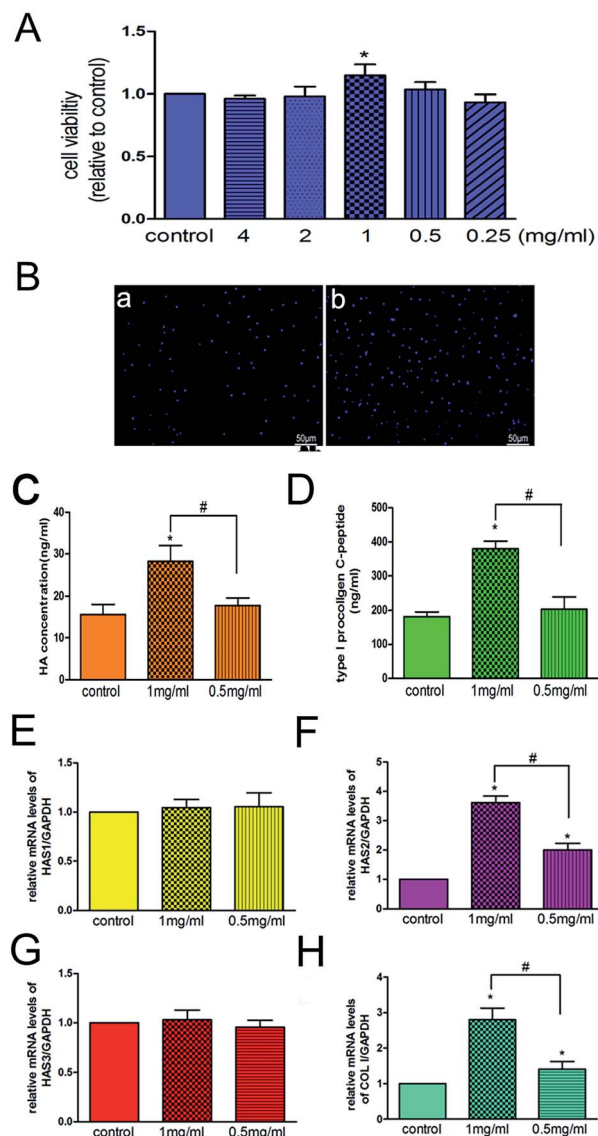 A
cell viabiltiy
(relative to control)
1.5
1.0
0.5
0.0
*
control 4 2 1 0.5 0.25 (mg/ml)
B
a
50μm
b
50μm
C
HA concentration(ng/ml)
40
30
20
10
0
*
#
control 1mg/ml 0.5mg/ml
D
type I procollgen C-peptide
(ng/ml)
500
400
300
200
100
0
*
#
control 1mg/ml 0.5mg/ml
E
relative mRNA levels of
HAS1/GAPDH
1.5
1.0
0.5
0.0
control 1mg/ml 0.5mg/ml
F
relative mRNA levels of
HAS2/GAPDH
5
4
3
2
1
0
*
#
*
control 1mg/ml 0.5mg/ml
G
relative mRNA levels of
HAS3/GAPDH
1.5
1.0
0.5
0.0
control 1mg/ml 0.5mg/ml
H
relative mRNA levels
of COL I/GAPDH
4
3
2
1
0
*
#
*
control 1mg/ml 0.5mg/ml